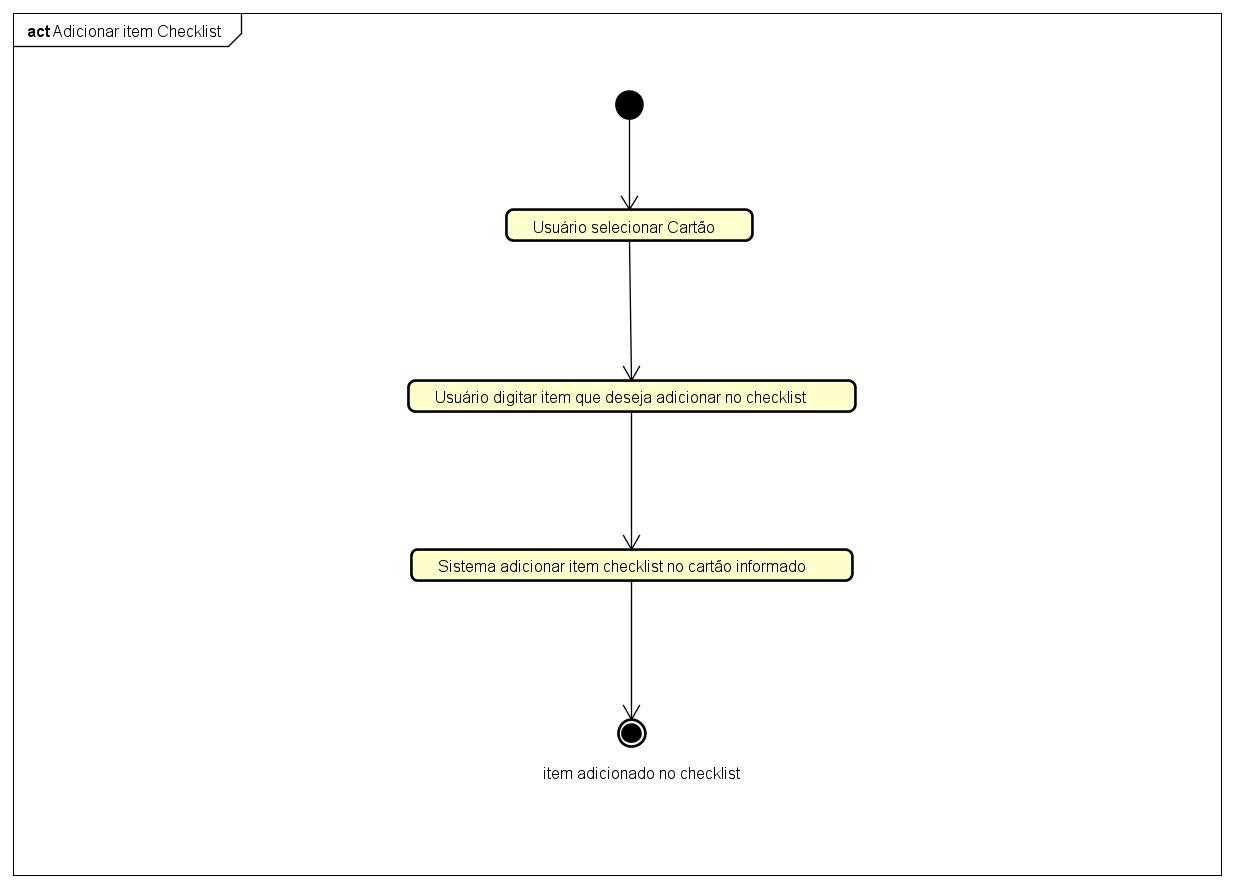 act Adicionar item Checklist
Usuário selecionar Cartão
Usuário digitar item que deseja adicionar no checklist
Sistema adicionar item checklist no cartão informado
item adicionado no checklist